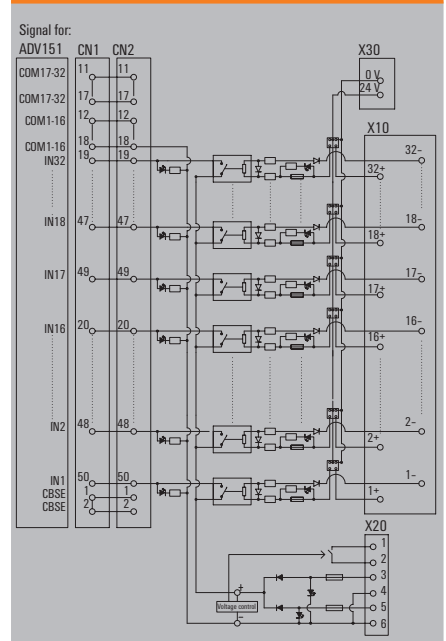 Signal for:
ADV151 CN1 CN2 X30
COM17-32 11 11 0 V
24 V
COM17-32 17 17
COM1-16 12 12 X10
COM1-16 18 18
IN32 19 19 32-
32+
IN18 47 47 18-
18+
IN17 49 49 17-
17+
IN16 20 20 16-
16+
IN2 48 48 2-
2+
IN1 50 50 1-
CBSE 1 1 1+
CBSE 2 2
X20
1
2
3
+ 4
Voltage control 5
- 6